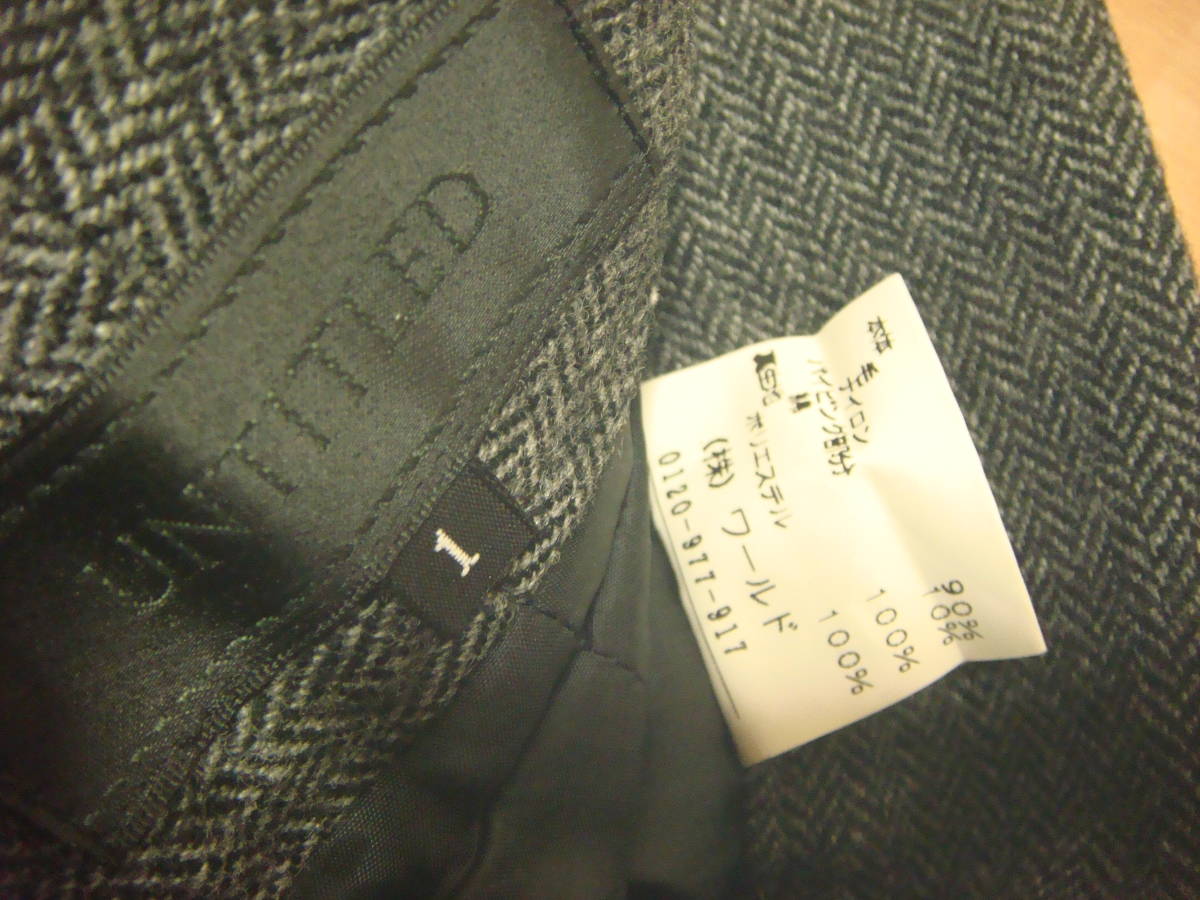 UNTITLED
1
表地 毛 90%
ナイロン 10%
パイピング部分
綿 100%
裏地 ポリエステル 100%
(株) ワールド
0120-977-917